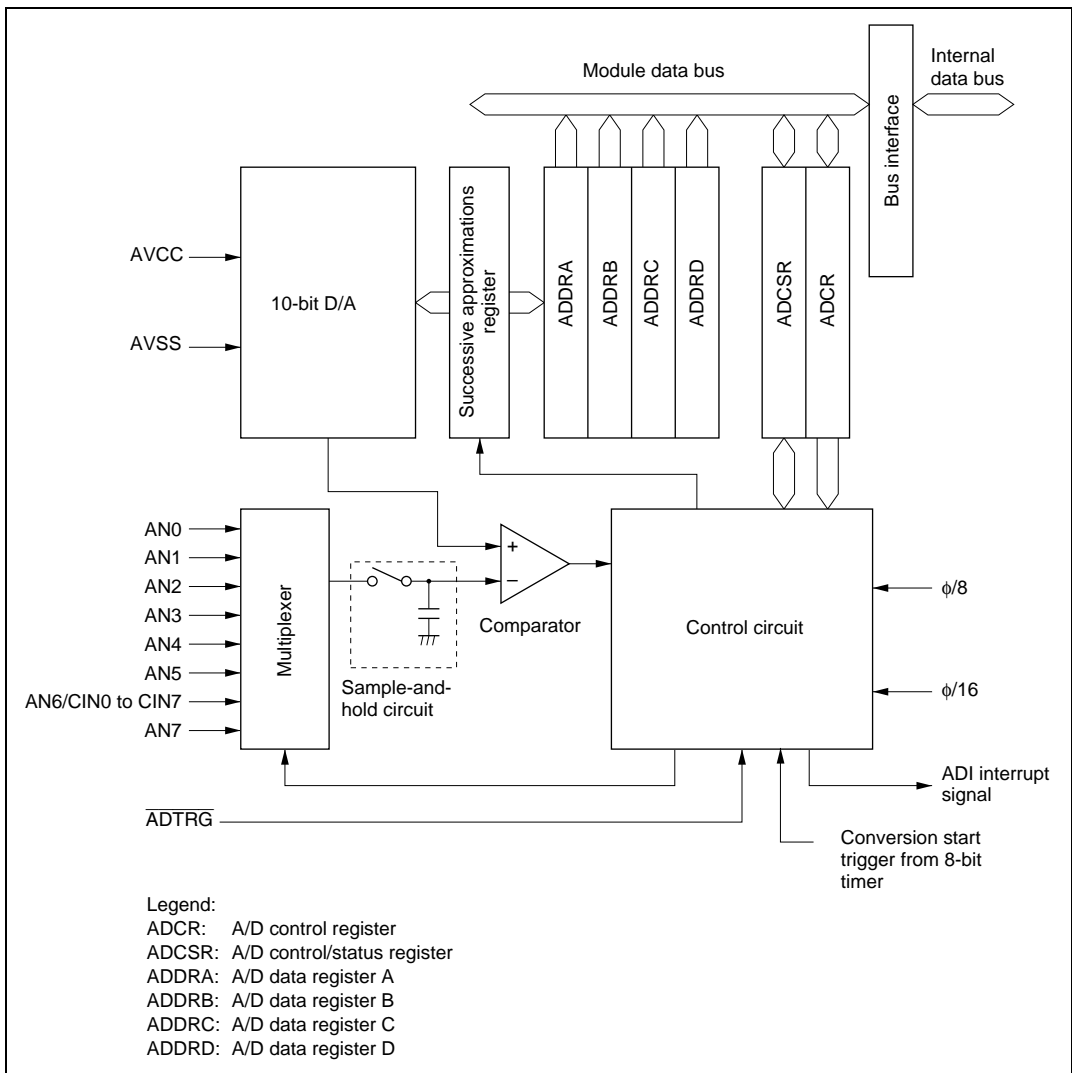 Module data bus
Internal
data bus
Bus interface
AVCC
AVSS
10-bit D/A
Successive approximations
register
ADDRA
ADDRB
ADDRC
ADDRD
ADCSR
ADCR
AN0
AN1
AN2
AN3
AN4
AN5
AN6/CIN0 to CIN7
AN7
Multiplexer
+
−
Comparator
Sample-and-
hold circuit
Control circuit
ϕ/8
ϕ/16
ADI interrupt
signal
ADTRG
Conversion start
trigger from 8-bit
timer
Legend:
ADCR: A/D control register
ADCSR: A/D control/status register
ADDRA: A/D data register A
ADDRB: A/D data register B
ADDRC: A/D data register C
ADDRD: A/D data register D